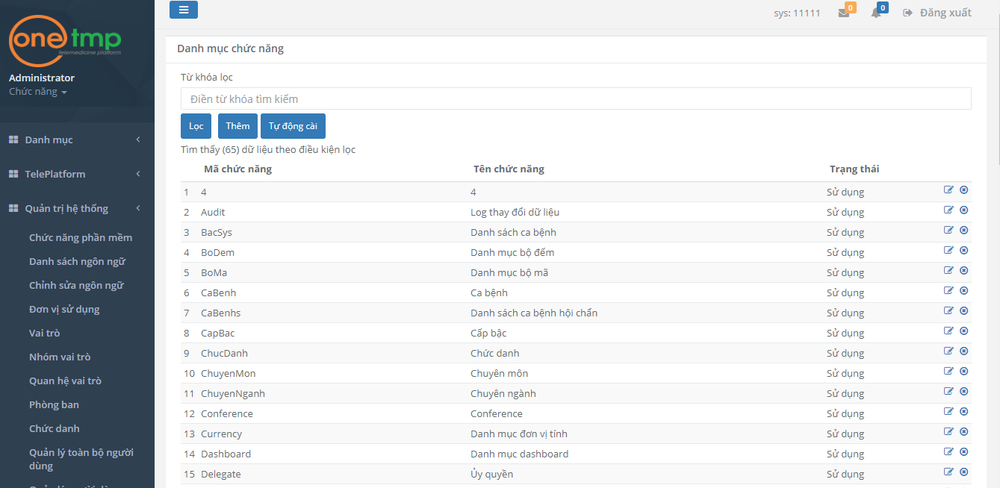 onetmp
telemedicine platform
Administrator
Chức năng
Danh mục
TelePlatform
Quản trị hệ thống
Chức năng phần mềm
Danh sách ngôn ngữ
Chỉnh sửa ngôn ngữ
Đơn vị sử dụng
Vai trò
Nhóm vai trò
Quan hệ vai trò
Phòng ban
Chức danh
Quản lý toàn bộ người
dùng
sys: 11111 0 0 Đăng xuất
Danh mục chức năng
Từ khóa lọc
Điền từ khóa tìm kiếm
Lọc Thêm Tự động cài
Tìm thấy (65) dữ liệu theo điều kiện lọc
Mã chức năng Tên chức năng Trạng thái
1 4 4 Sử dụng
2 Audit Log thay đổi dữ liệu Sử dụng
3 BacSys Danh sách ca bệnh Sử dụng
4 BoDem Danh mục bộ đếm Sử dụng
5 BoMa Danh mục bộ mã Sử dụng
6 CaBenh Ca bệnh Sử dụng
7 CaBenhs Danh sách ca bệnh hội chẩn Sử dụng
8 CapBac Cấp bậc Sử dụng
9 ChucDanh Chức danh Sử dụng
10 ChuyenMon Chuyên môn Sử dụng
11 ChuyenNganh Chuyên ngành Sử dụng
12 Conference Conference Sử dụng
13 Currency Danh mục đơn vị tính Sử dụng
14 Dashboard Danh mục dashboard Sử dụng
15 Delegate Ủy quyền Sử dụng